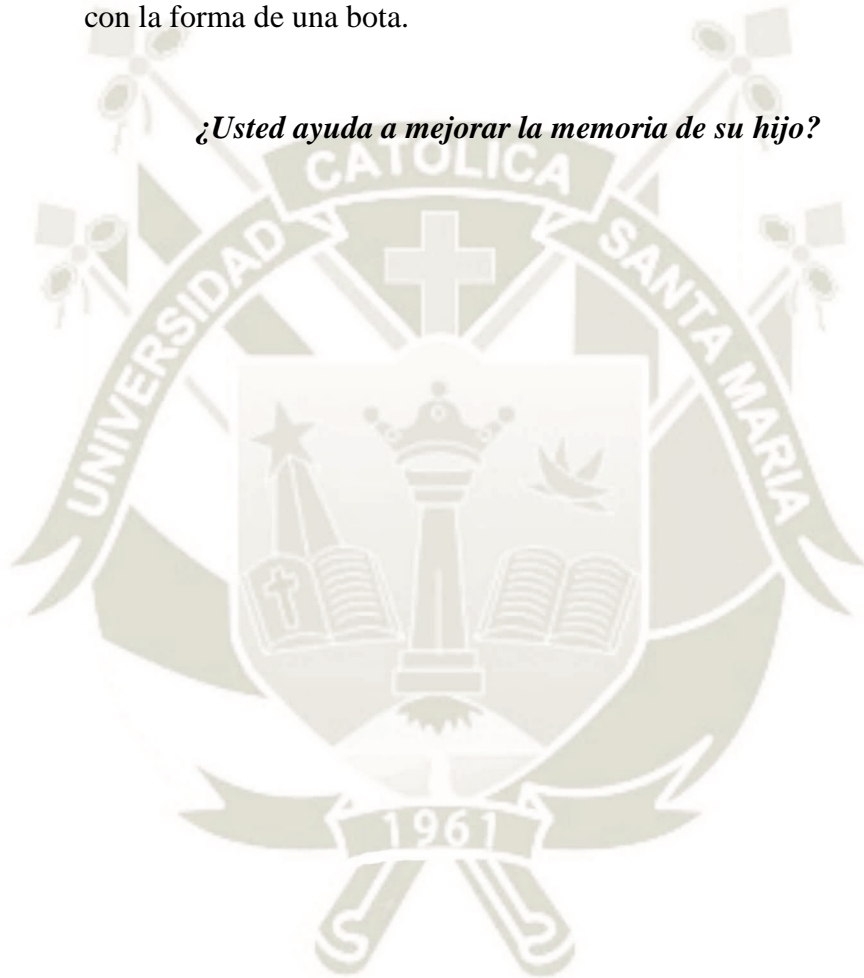 con la forma de una bota.
¿Usted ayuda a mejorar la memoria de su hijo?
UNIVERSIDAD CATOLICA SANTA MARIA
1961